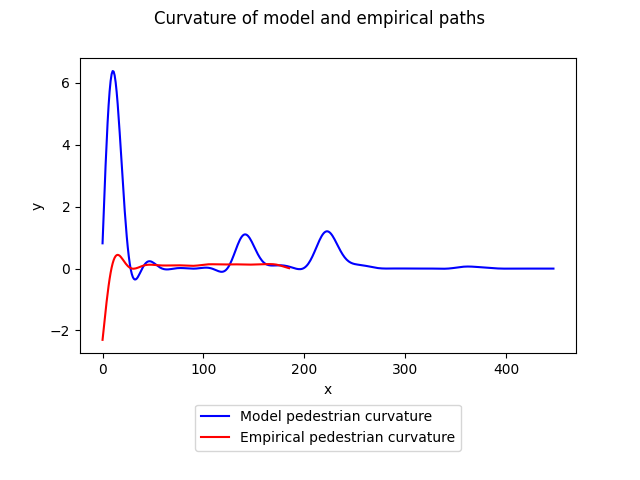 Curvature of model and empirical paths
6
4
2
0
−2
y
0 100 200 300 400
x
Model pedestrian curvature
Empirical pedestrian curvature